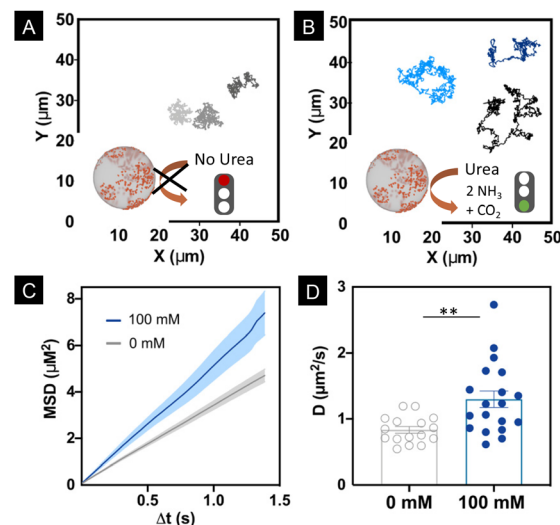 A
50
40
30
20
10
0
Y (μm)
No Urea
10 20 30 40 50
X (μm)
B
50
40
30
20
10
0
Y (μm)
Urea
2 NH3
+ CO2
10 20 30 40 50
X (μm)
C
8
6
4
2
0
MSD (μM²)
100 mM
0 mM
0.5 1.0 1.5
Δt (s)
D
3
2
1
0
D (μm²/s)
**
0 mM 100 mM